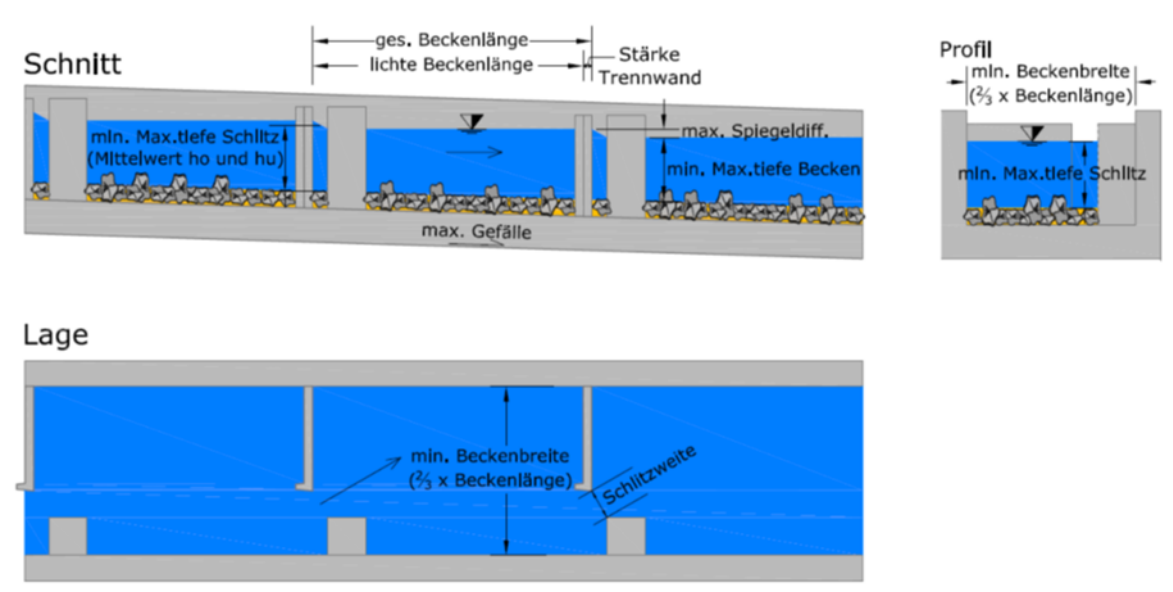 Schnitt
ges. Beckenlänge
lichte Beckenlänge
Stärke
Trennwand
Profil
min. Beckenbreite
(⅔ x Beckenlänge)
min. Max.tiefe Schlitz
(Mittelwert ho und hu)
max. Spiegeldiff.
min. Max.tiefe Becken
min. Max.tiefe Schlitz
max. Gefälle
Lage
min. Beckenbreite
(⅔ x Beckenlänge)
Schlitzweite